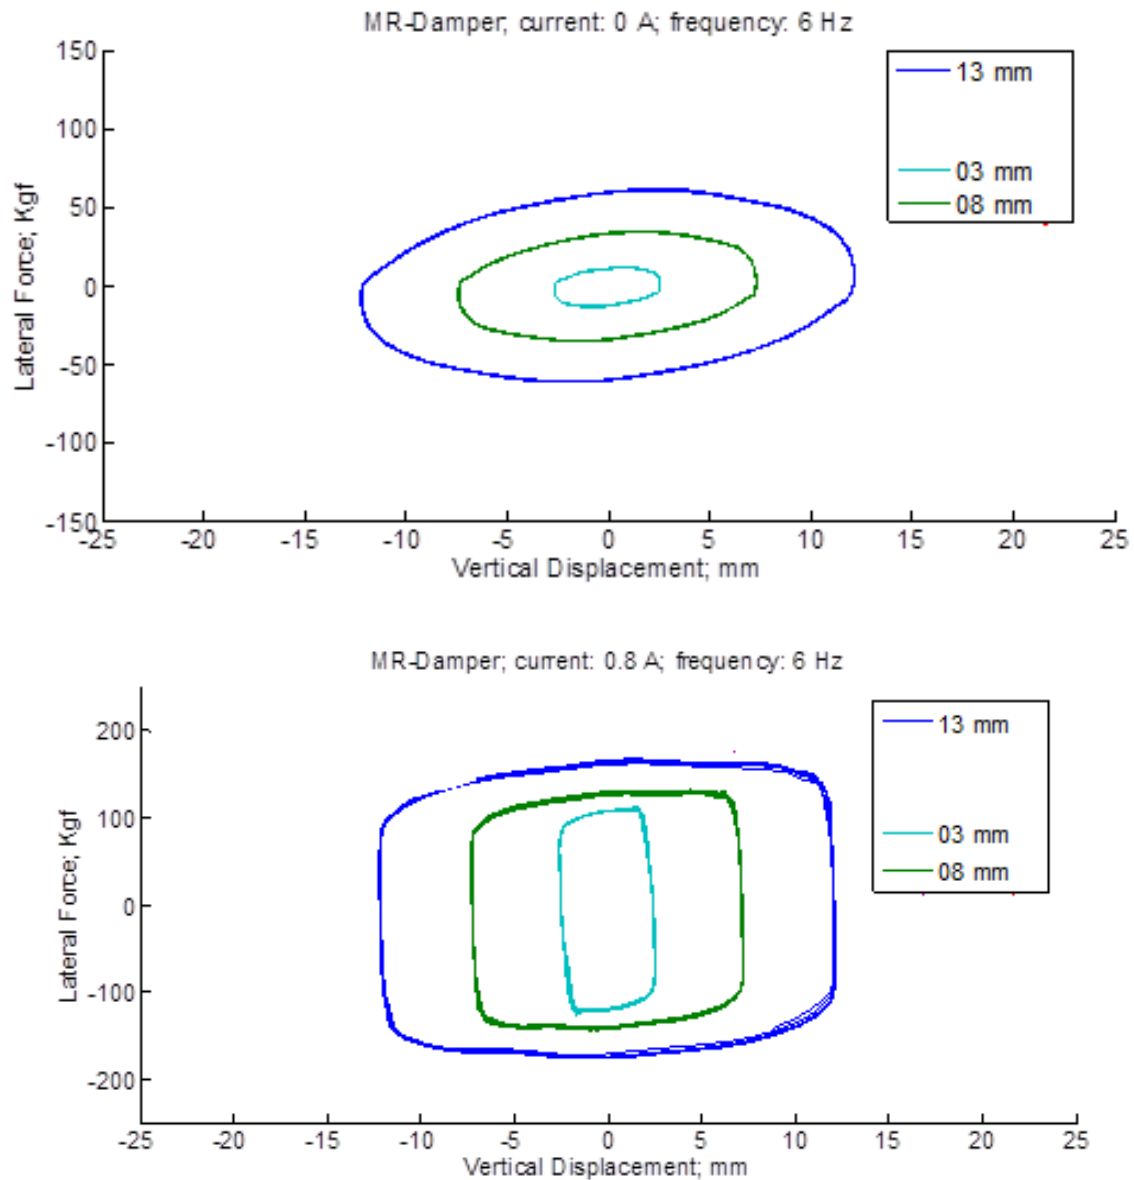 MR-Damper; current: 0 A; frequency: 6 Hz
150
100
50
0
-50
-100
-150
Lateral Force; Kgf
13 mm
03 mm
08 mm
-25 -20 -15 -10 -5 0 5 10 15 20 25
Vertical Displacement; mm
MR-Damper; current: 0.8 A; frequency: 6 Hz
200
100
0
-100
-200
Lateral Force; Kgf
13 mm
03 mm
08 mm
-25 -20 -15 -10 -5 0 5 10 15 20 25
Vertical Displacement; mm